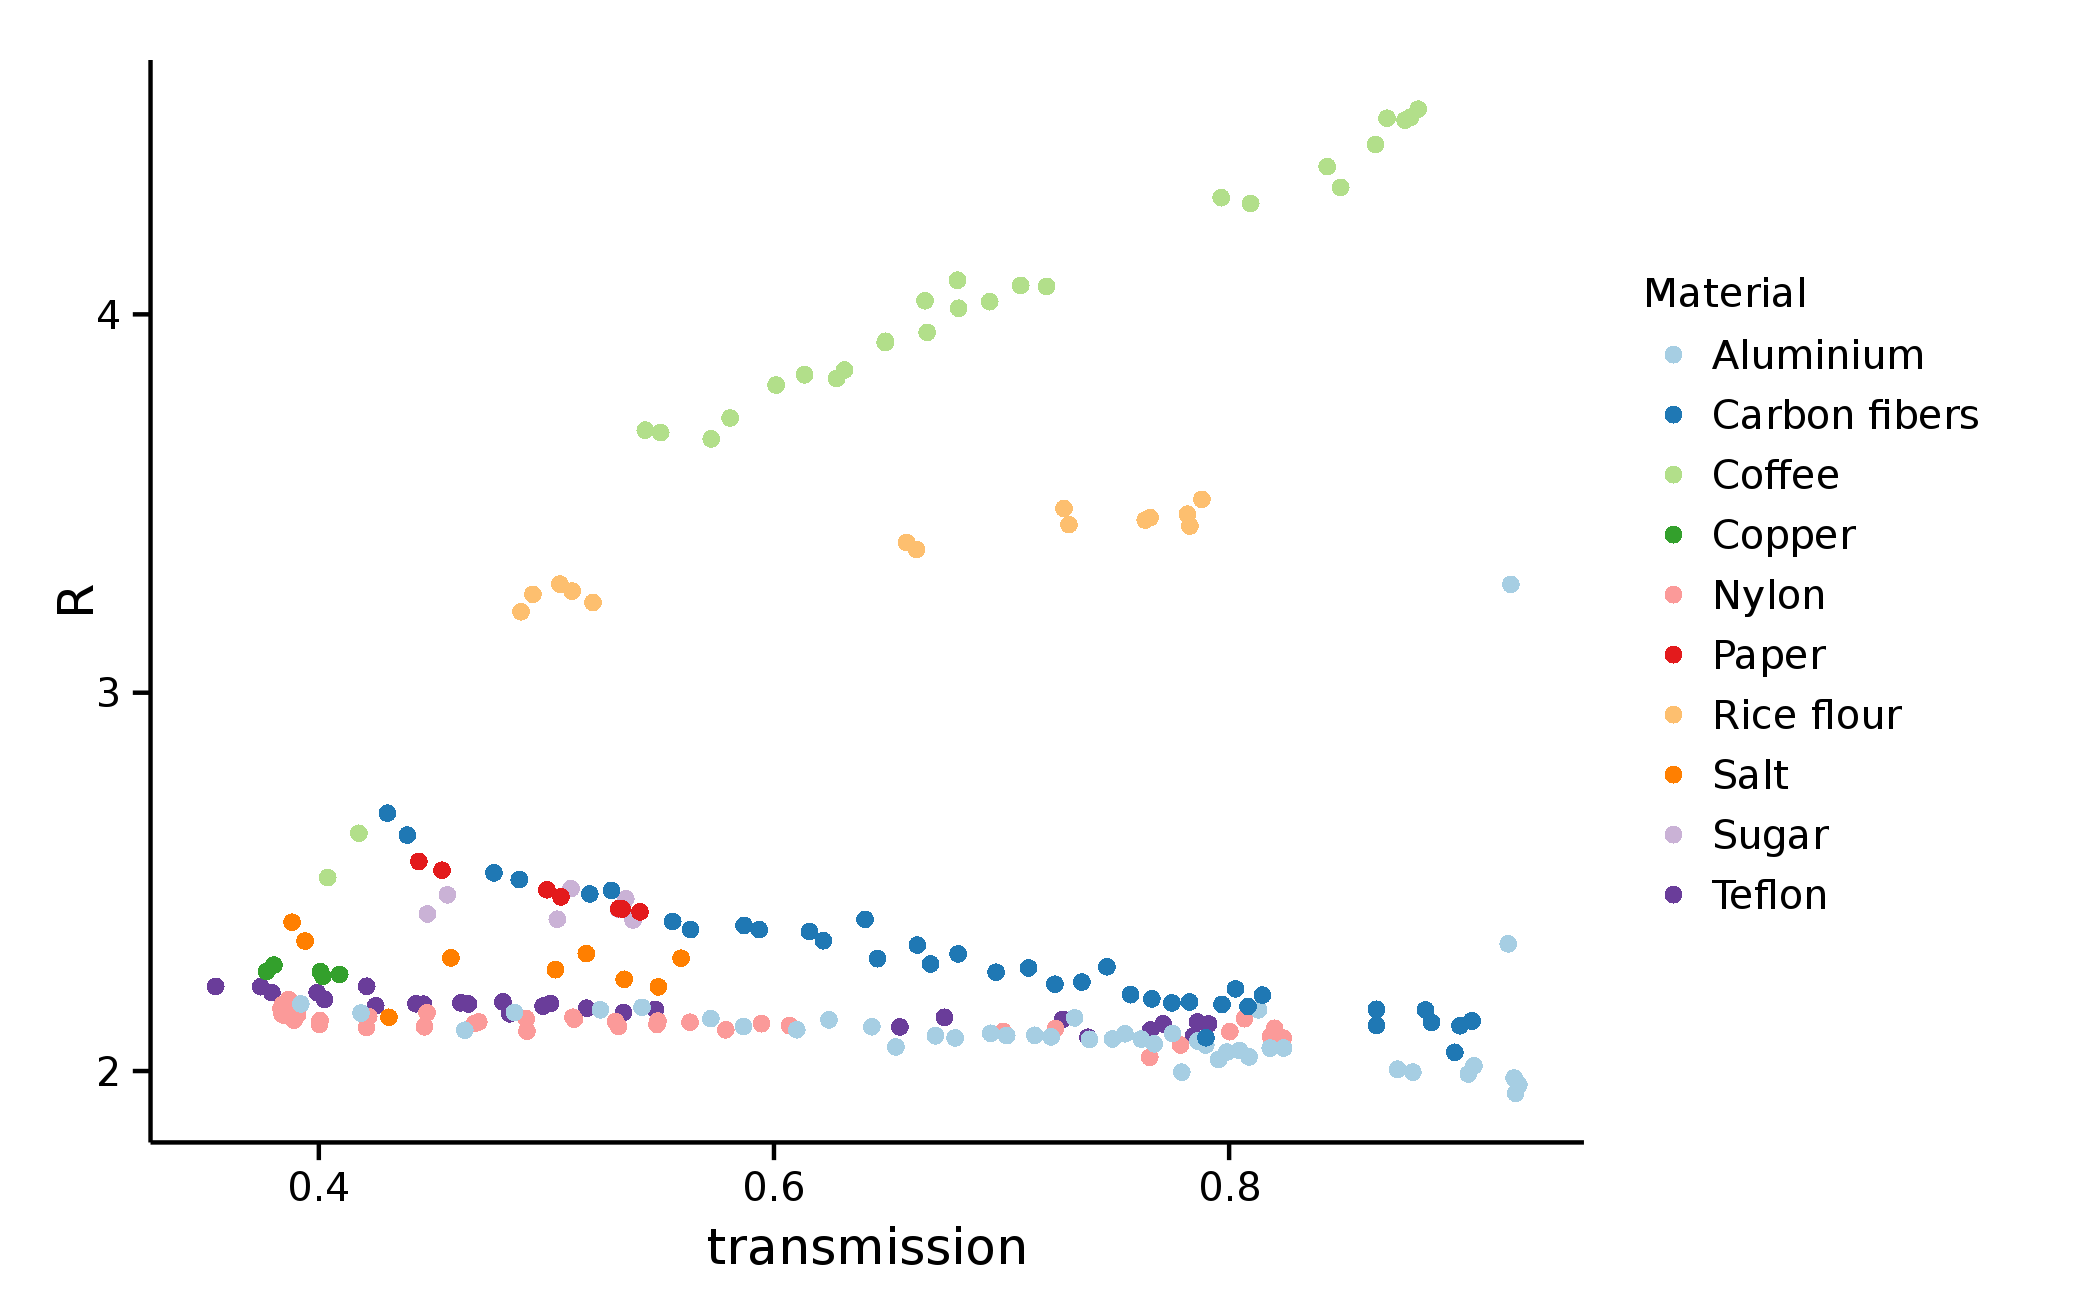 4
3
2
R
0.4 0.6 0.8
transmission
Material
Aluminium
Carbon fibers
Coffee
Copper
Nylon
Paper
Rice flour
Salt
Sugar
Teflon